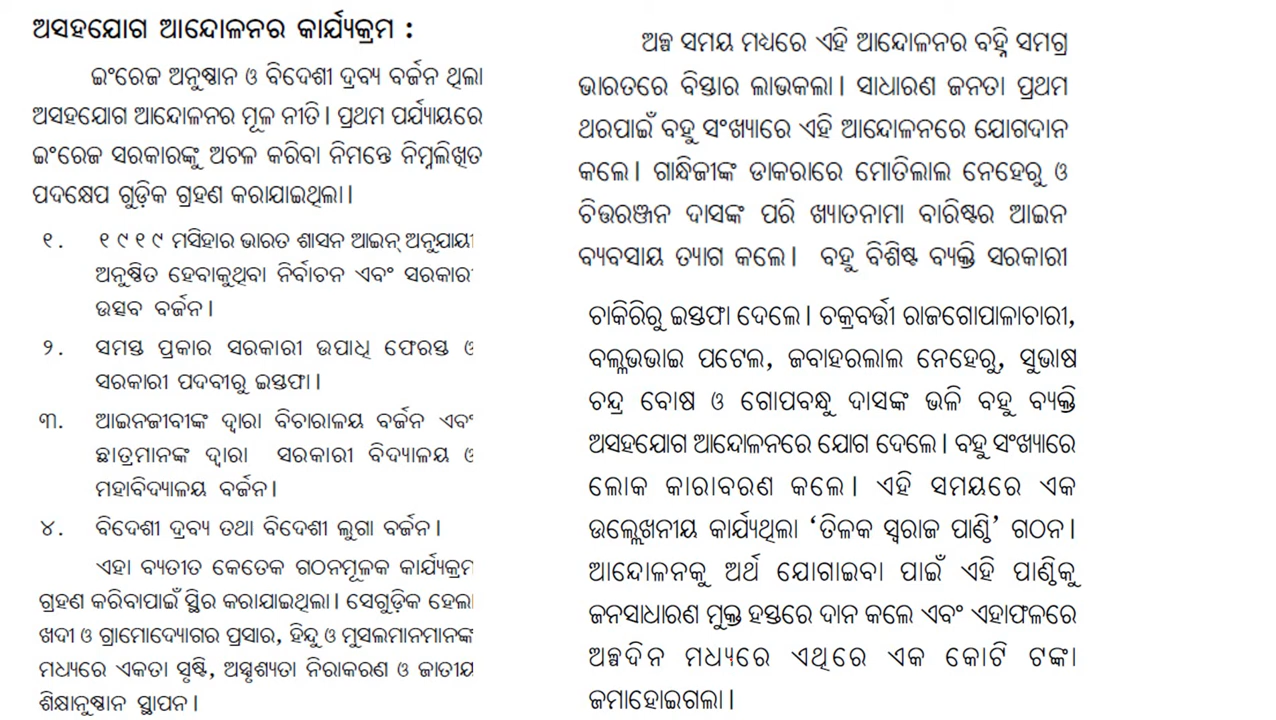 ଅସହଯୋଗ ଆନ୍ଦୋଳନର କାର୍ଯ୍ୟକ୍ରମ :
ଇଂରେଜ ଅନୁଷ୍ଠାନ ଓ ବିଦେଶୀ ଦ୍ରବ୍ୟ ବର୍ଜନ ଥିଲା
ଅସହଯୋଗ ଆନ୍ଦୋଳନର ମୂଳ ନୀତି। ପ୍ରଥମ ପର୍ଯ୍ୟାୟରେ
ଇଂରେଜ ସରକାରଙ୍କୁ ଅଚଳ କରିବା ନିମନ୍ତେ ନିମ୍ନଲିଖିତ
ପଦକ୍ଷେପ ଗୁଡ଼ିକ ଗ୍ରହଣ କରାଯାଇଥିଲା।
୧. ୧୯୧୯ ମସିହାର ଭାରତ ଶାସନ ଆଇନ୍ ଅନୁଯାୟୀ
ଅନୁଷ୍ଠିତ ହେବାକୁଥିବା ନିର୍ବାଚନ ଏବଂ ସରକାରୀ
ଉତ୍ସବ ବର୍ଜନ।
୨. ସମସ୍ତ ପ୍ରକାର ସରକାରୀ ଉପାଧି ଫେରସ୍ତ ଓ
ସରକାରୀ ପଦବୀରୁ ଇସ୍ତଫା।
୩. ଆଇନଜୀବୀଙ୍କ ଦ୍ୱାରା ବିଚାରାଳୟ ବର୍ଜନ ଏବଂ
ଛାତ୍ରମାନଙ୍କ ଦ୍ୱାରା ସରକାରୀ ବିଦ୍ୟାଳୟ ଓ
ମହାବିଦ୍ୟାଳୟ ବର୍ଜନ।
୪. ବିଦେଶୀ ଦ୍ରବ୍ୟ ତଥା ବିଦେଶୀ ଲୁଗା ବର୍ଜନ।
ଏହା ବ୍ୟତୀତ କେତେକ ଗଠନମୂଳକ କାର୍ଯ୍ୟକ୍ରମ
ଗ୍ରହଣ କରିବାପାଇଁ ସ୍ଥିର କରାଯାଇଥିଲା। ସେଗୁଡ଼ିକ ହେଲା
ଖଦୀ ଓ ଗ୍ରାମୋଦ୍ୟୋଗର ପ୍ରସାର, ହିନ୍ଦୁ ଓ ମୁସଲମାନମାନଙ୍କ
ମଧ୍ୟରେ ଏକତା ସୃଷ୍ଟି, ଅସ୍ପୃଶ୍ୟତା ନିରାକରଣ ଓ ଜାତୀୟ
ଶିକ୍ଷାନୁଷ୍ଠାନ ସ୍ଥାପନ।
ଅଳ୍ପ ସମୟ ମଧ୍ୟରେ ଏହି ଆନ୍ଦୋଳନର ବହ୍ନି ସମଗ୍ର
ଭାରତରେ ବିସ୍ତାର ଲାଭକଲା। ସାଧାରଣ ଜନତା ପ୍ରଥମ
ଥରପାଇଁ ବହୁ ସଂଖ୍ୟାରେ ଏହି ଆନ୍ଦୋଳନରେ ଯୋଗଦାନ
କଲେ। ଗାନ୍ଧିଜୀଙ୍କ ଡାକରାରେ ମୋତିଲାଲ ନେହେରୁ ଓ
ଚିତ୍ତରଞ୍ଜନ ଦାସଙ୍କ ପରି ଖ୍ୟାତନାମା ବାରିଷ୍ଟର ଆଇନ
ବ୍ୟବସାୟ ତ୍ୟାଗ କଲେ। ବହୁ ବିଶିଷ୍ଟ ବ୍ୟକ୍ତି ସରକାରୀ
ଚାକିରିରୁ ଇସ୍ତଫା ଦେଲେ। ଚକ୍ରବର୍ତ୍ତୀ ରାଜଗୋପାଳାଚାରୀ,
ବଲ୍ଲଭଭାଇ ପଟେଲ, ଜବାହରଲାଲ ନେହେରୁ, ସୁଭାଷ
ଚନ୍ଦ୍ର ବୋଷ ଓ ଗୋପବନ୍ଧୁ ଦାସଙ୍କ ଭଳି ବହୁ ବ୍ୟକ୍ତି
ଅସହଯୋଗ ଆନ୍ଦୋଳନରେ ଯୋଗ ଦେଲେ। ବହୁ ସଂଖ୍ୟାରେ
ଲୋକ କାରାବରଣ କଲେ। ଏହି ସମୟରେ ଏକ
ଉଲ୍ଲେଖନୀୟ କାର୍ଯ୍ୟଥିଲା ‘ତିଳକ ସ୍ୱରାଜ ପାଣ୍ଠି’ ଗଠନ।
ଆନ୍ଦୋଳନକୁ ଅର୍ଥ ଯୋଗାଇବା ପାଇଁ ଏହି ପାଣ୍ଠିକୁ
ଜନସାଧାରଣ ମୁକ୍ତ ହସ୍ତରେ ଦାନ କଲେ ଏବଂ ଏହାଫଳରେ
ଅଳ୍ପଦିନ ମଧ୍ୟରେ ଏଥିରେ ଏକ କୋଟି ଟଙ୍କା
ଜମାହୋଇଗଲା।